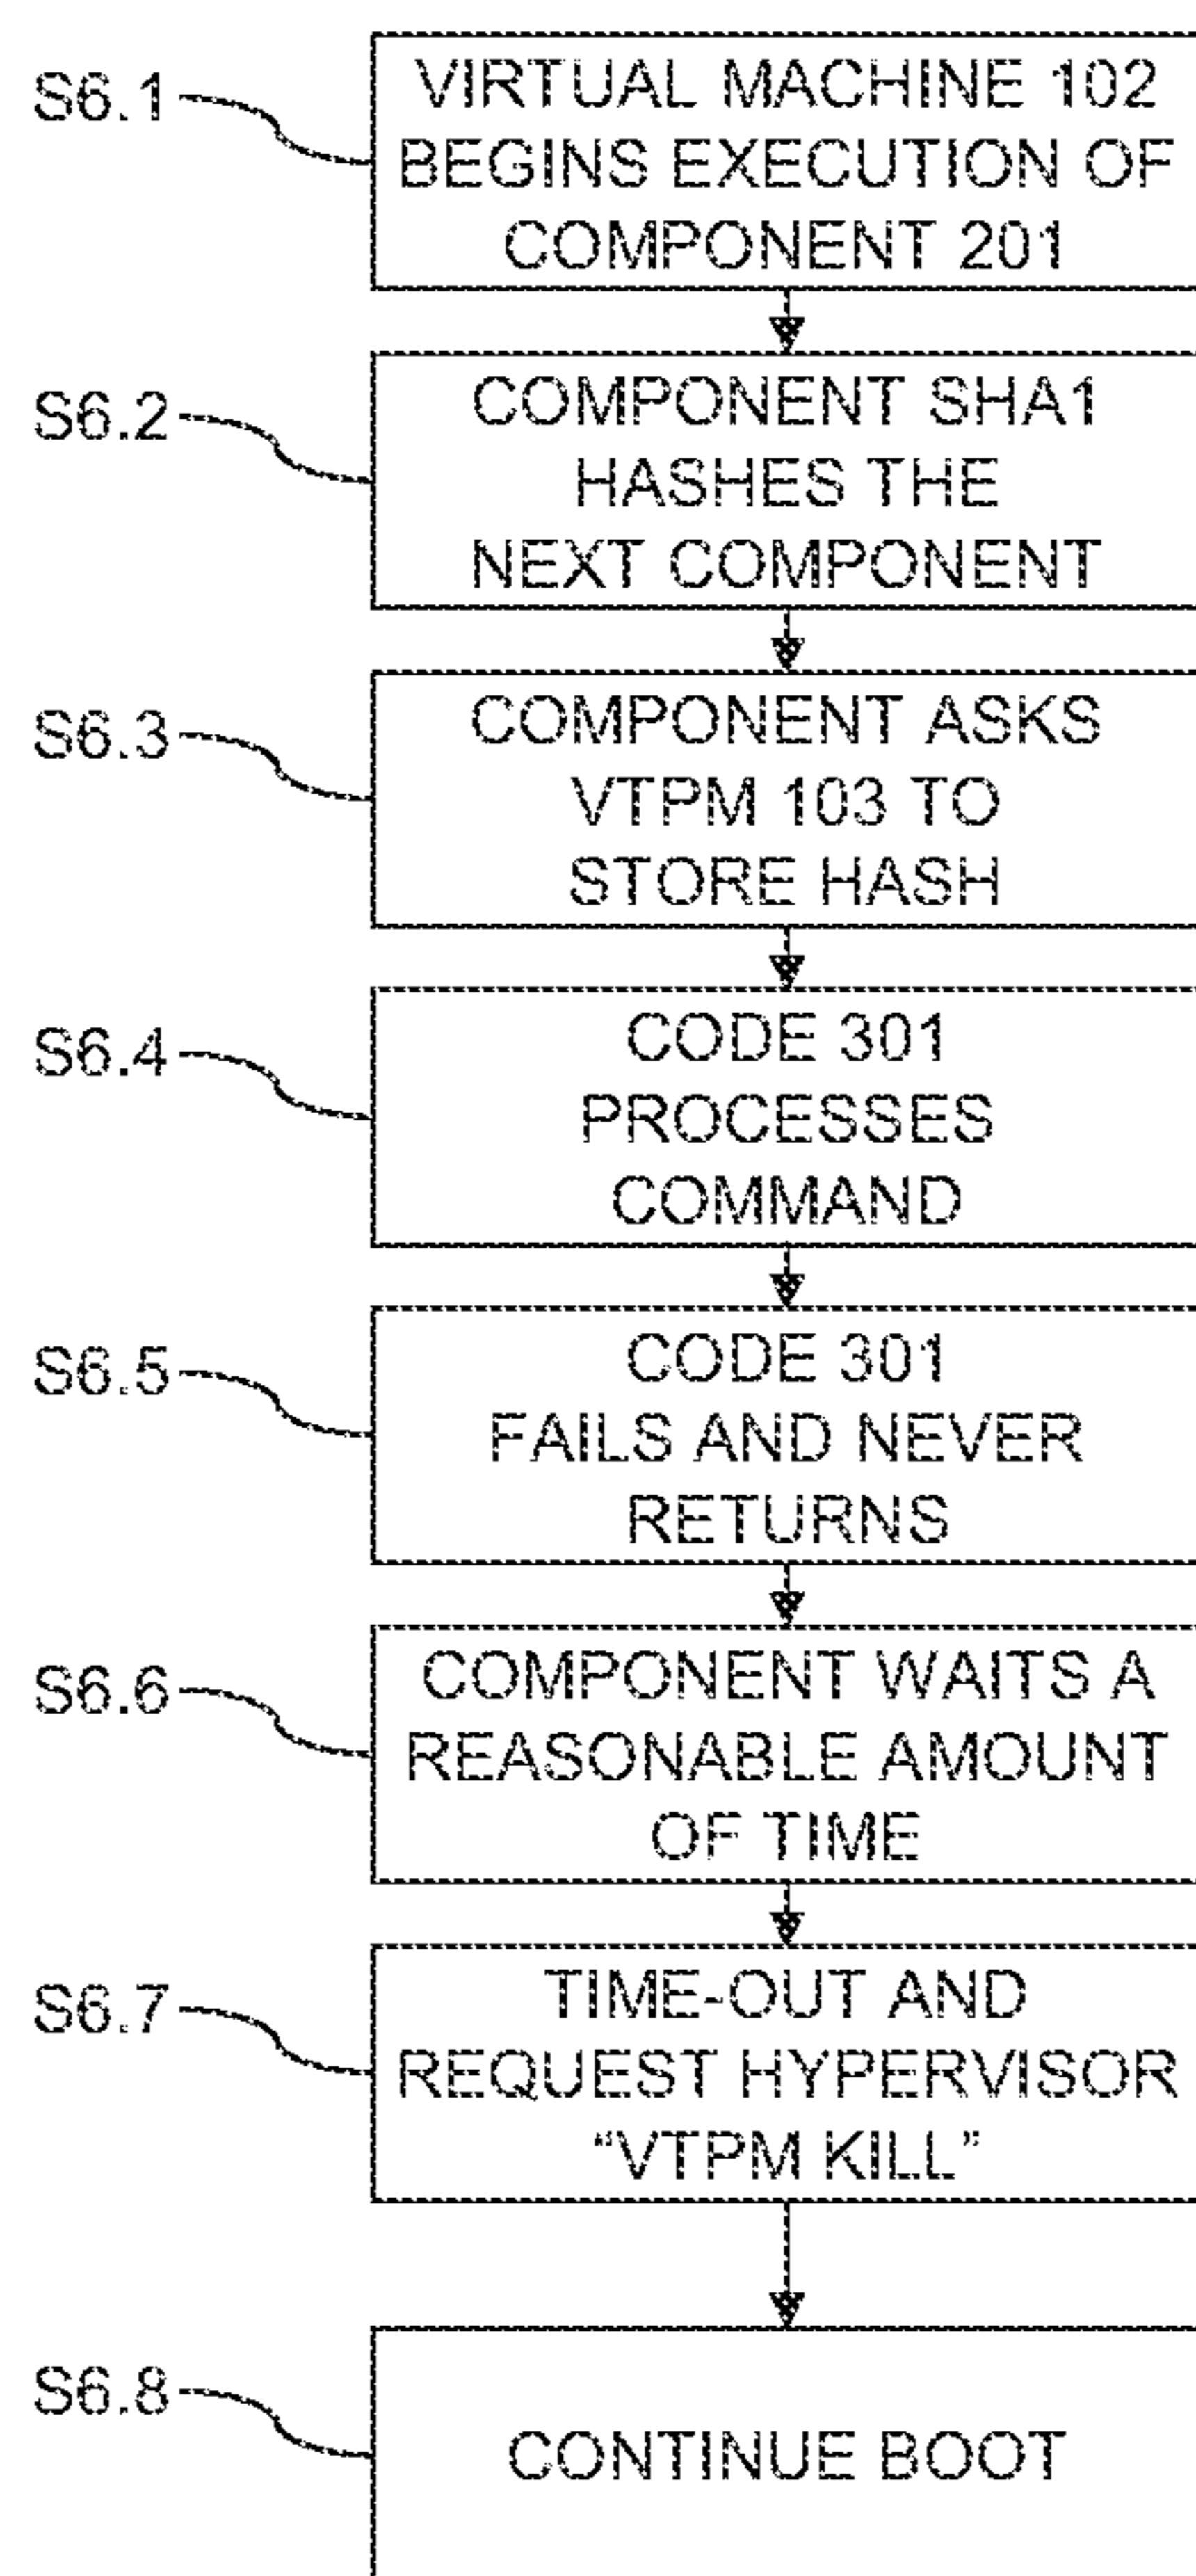 S6.1
VIRTUAL MACHINE 102
BEGINS EXECUTION OF
COMPONENT 201
S6.2
COMPONENT SHA1
HASHES THE
NEXT COMPONENT
S6.3
COMPONENT ASKS
VTPM 103 TO
STORE HASH
S6.4
CODE 301
PROCESSES
COMMAND
S6.5
CODE 301
FAILS AND NEVER
RETURNS
S6.6
COMPONENT WAITS A
REASONABLE AMOUNT
OF TIME
S6.7
TIME-OUT AND
REQUEST HYPERVISOR
“VTPM KILL”
S6.8
CONTINUE BOOT